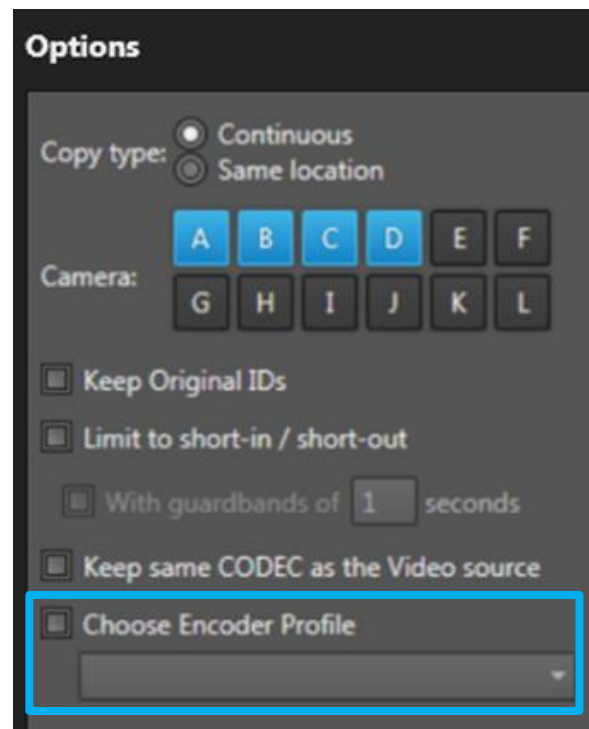 Options
Copy type:
Continuous
Same location
Camera:
A B C D E F
G H I J K L
Keep Original IDs
Limit to short-in / short-out
With guardbands of 1 seconds
Keep same CODEC as the Video source
Choose Encoder Profile